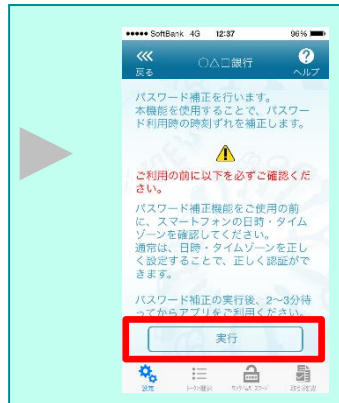 SoftBank 4G 12:37 96%
戻る ○△□銀行 ヘルプ
パスワード補正を行います。
本機能を使用することで、パスワー
ド利用時の時刻ずれを補正します。
ご利用の前に以下を必ずご確認くだ
さい。
パスワード補正機能をご使用の前
に、スマートフォンの日時・タイム
ゾーンを確認してください。
通常は、日時・タイムゾーンを正し
く設定することで、正しく認証がで
きます。
パスワード補正の実行後、2~3分待
ってからアプリをご利用ください。
実行
設定